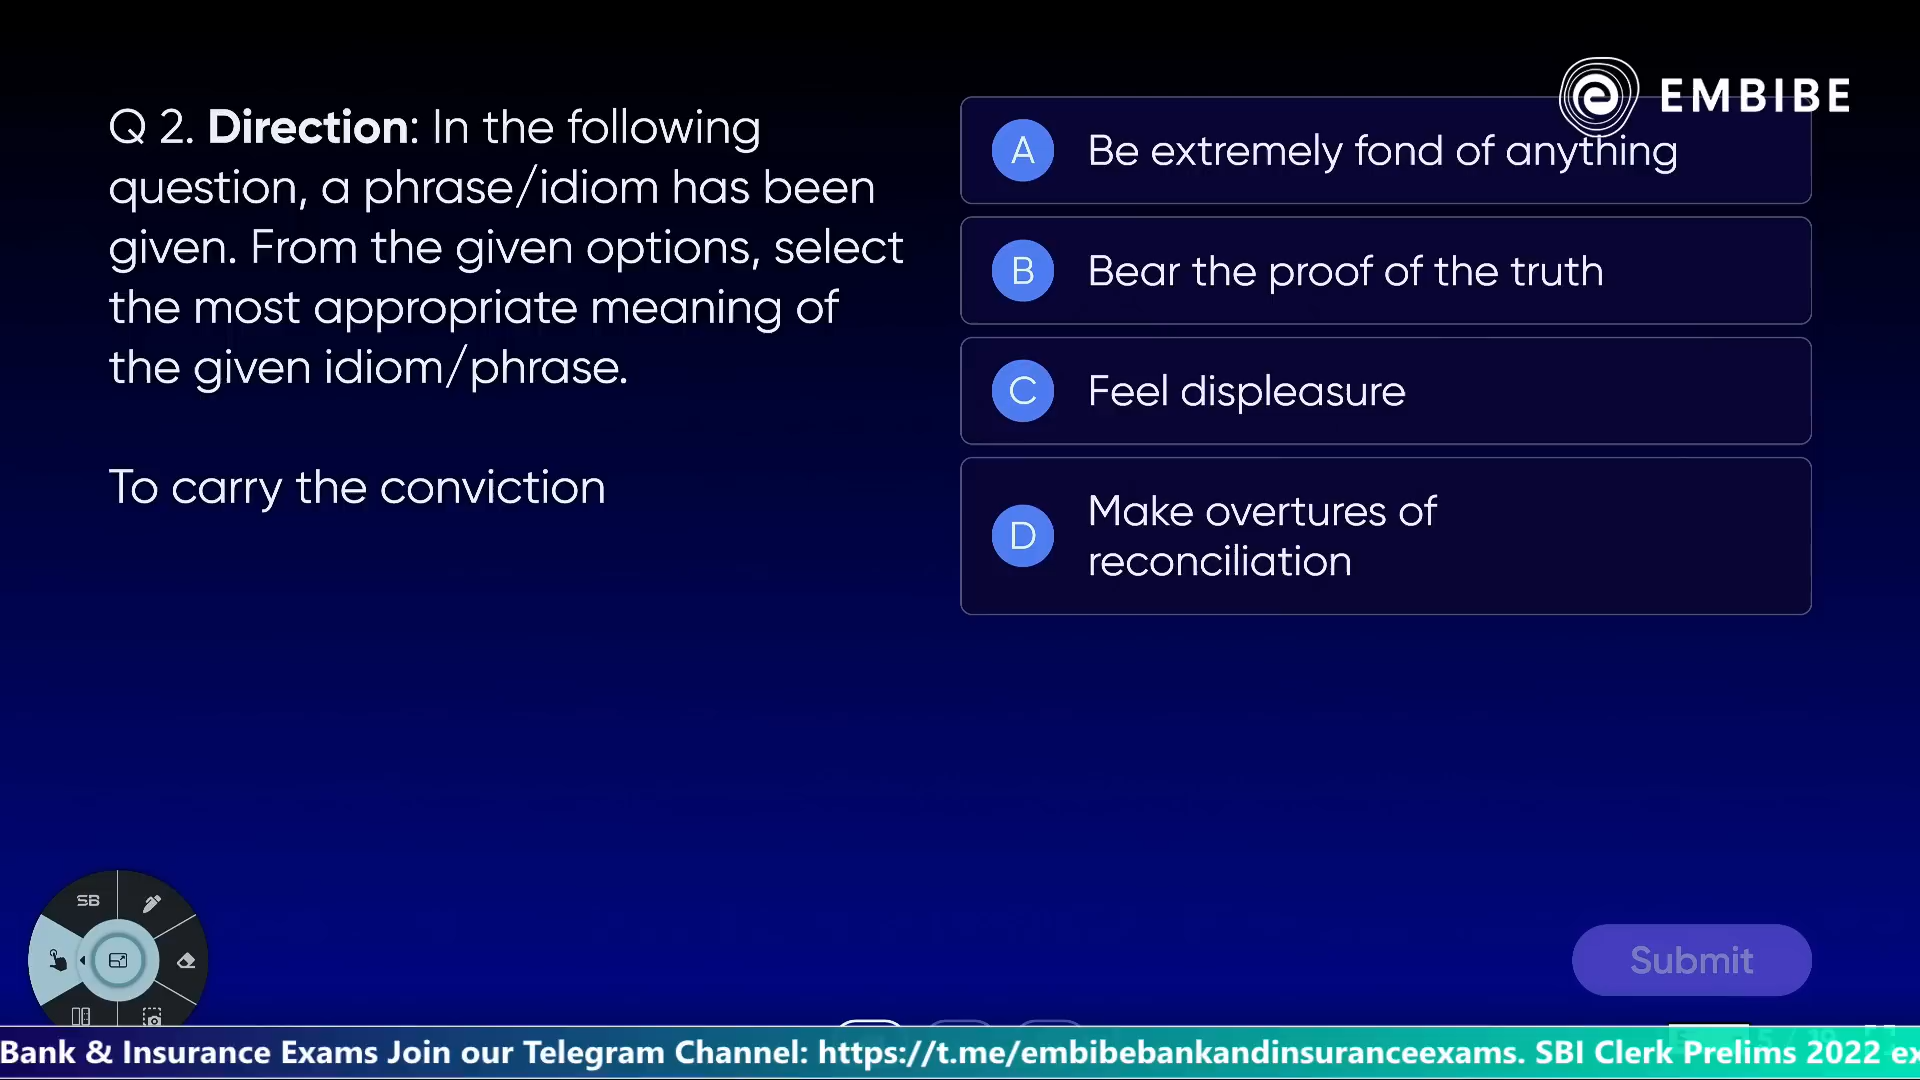 EMBIBE
Q 2. Direction: In the following
question, a phrase/idiom has been
given. From the given options, select
the most appropriate meaning of
the given idiom/phrase.
To carry the conviction
A Be extremely fond of anything
B Bear the proof of the truth
C Feel displeasure
D Make overtures of
reconciliation
SB
Submit
Bank & Insurance Exams Join our Telegram Channel: https://t.me/embibebankandinsuranceexams. SBI Clerk Prelims 2022 ex